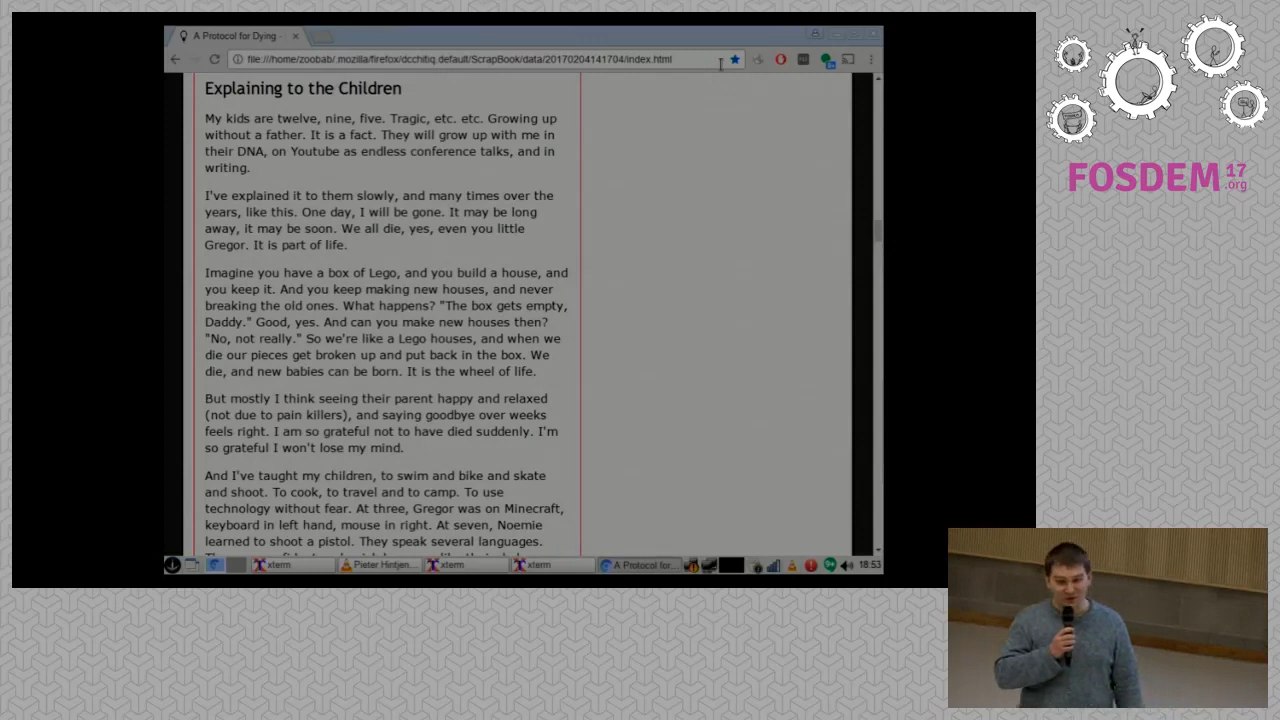 A Protocol for Dying -
file:///home/zoobab/.mozilla/firefox/dcchitiq.default/ScrapBook/data/20170204141704/index.html
Explaining to the Children
My kids are twelve, nine, five. Tragic, etc. etc. Growing up
without a father. It is a fact. They will grow up with me in
their DNA, on Youtube as endless conference talks, and in
writing.
I've explained it to them slowly, and many times over the
years, like this. One day, I will be gone. It may be long
away, it may be soon. We all die, yes, even you little
Gregor. It is part of life.
Imagine you have a box of Lego, and you build a house, and
you keep it. And you keep making new houses, and never
breaking the old ones. What happens? "The box gets empty,
Daddy." Good, yes. And can you make new houses then?
"No, not really." So we're like a Lego houses, and when we
die our pieces get broken up and put back in the box. We
die, and new babies can be born. It is the wheel of life.
But mostly I think seeing their parent happy and relaxed
(not due to pain killers), and saying goodbye over weeks
feels right. I am so grateful not to have died suddenly. I'm
so grateful I won't lose my mind.
And I've taught my children, to swim and bike and skate
and shoot. To cook, to travel and to camp. To use
technology without fear. At three, Gregor was on Minecraft,
keyboard in left hand, mouse in right. At seven, Noemie
learned to shoot a pistol. They speak several languages.
xterm
Pieter Hintjen...
xterm
xterm
A Protocol for...
18:53
FOSDEM 17
.org